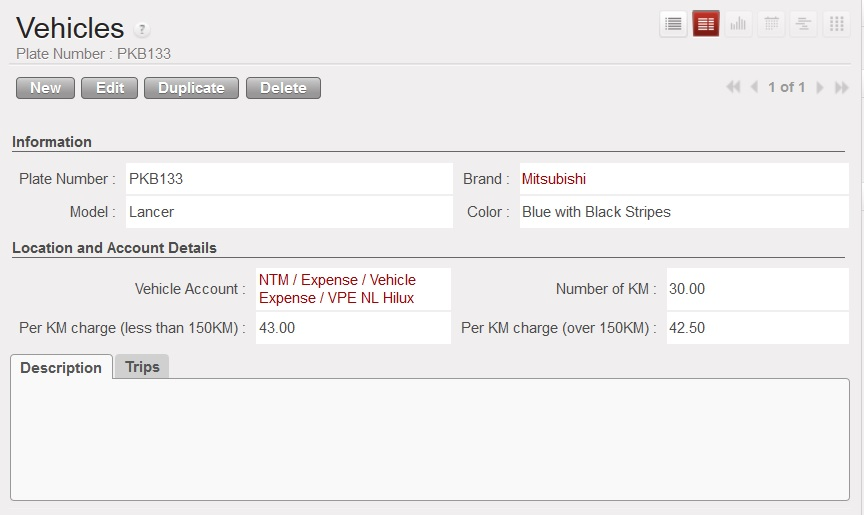 Vehicles ?
Plate Number : PKB133
New Edit Duplicate Delete 1 of 1
Information
Plate Number : PKB133 Brand : Mitsubishi
Model : Lancer Color : Blue with Black Stripes
Location and Account Details
Vehicle Account : NTM / Expense / Vehicle
Expense / VPE NL Hilux
Number of KM : 30.00
Per KM charge (less than 150KM) : 43.00 Per KM charge (over 150KM) : 42.50
Description Trips